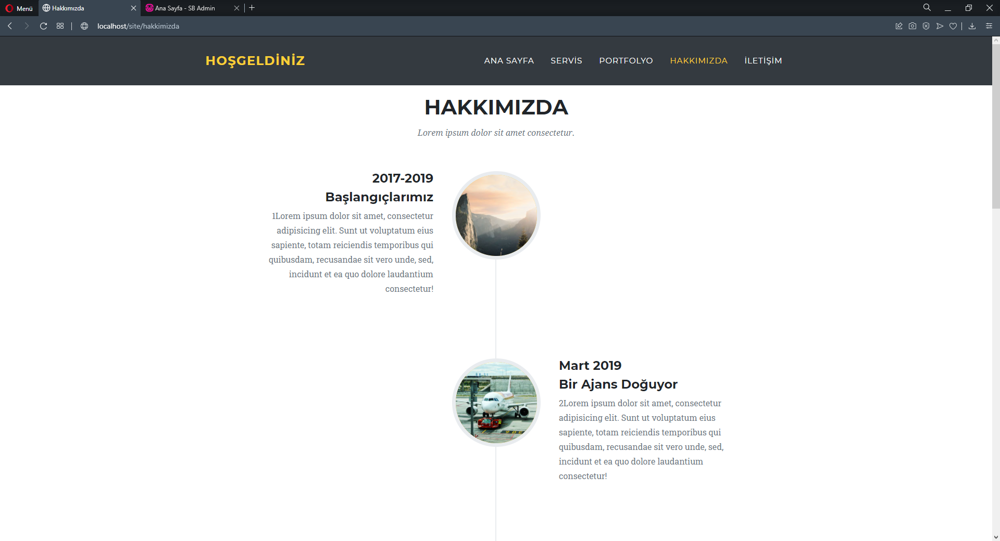 Menü
Hakkımızda
Ana Sayfa - SB Admin
localhost/site/hakkimizda
HOŞGELDİNİZ
ANA SAYFA
SERVİS
PORTFOLYO
HAKKIMIZDA
İLETİŞİM
HAKKIMIZDA
Lorem ipsum dolor sit amet consectetur.
2017-2019
Başlangıçlarımız
1Lorem ipsum dolor sit amet, consectetur
adipisicing elit. Sunt ut voluptatum eius
sapiente, totam reiciendis temporibus qui
quibusdam, recusandae sit vero unde, sed,
incidunt et ea quo dolore laudantium
consectetur!
Mart 2019
Bir Ajans Doğuyor
2Lorem ipsum dolor sit amet, consectetur
adipisicing elit. Sunt ut voluptatum eius
sapiente, totam reiciendis temporibus qui
quibusdam, recusandae sit vero unde, sed,
incidunt et ea quo dolore laudantium
consectetur!